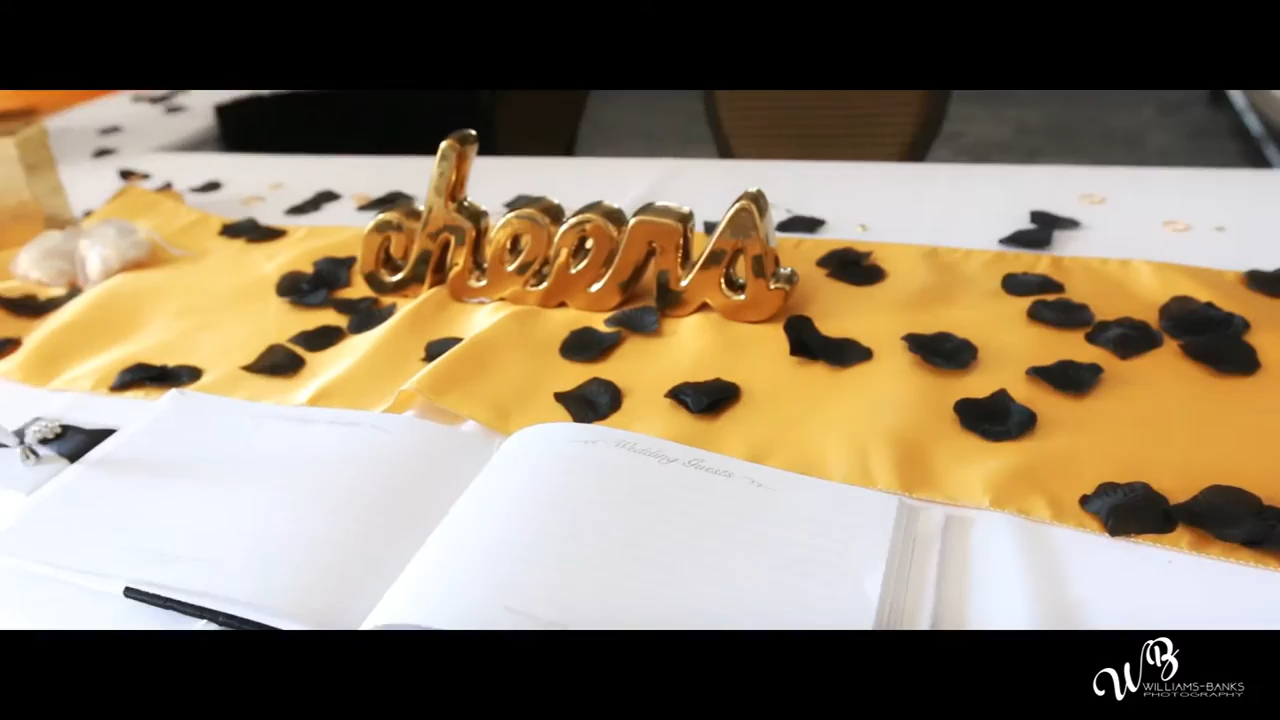 cheers
Wedding Guests
WB
WILLIAMS-BANKS
PHOTOGRAPHY